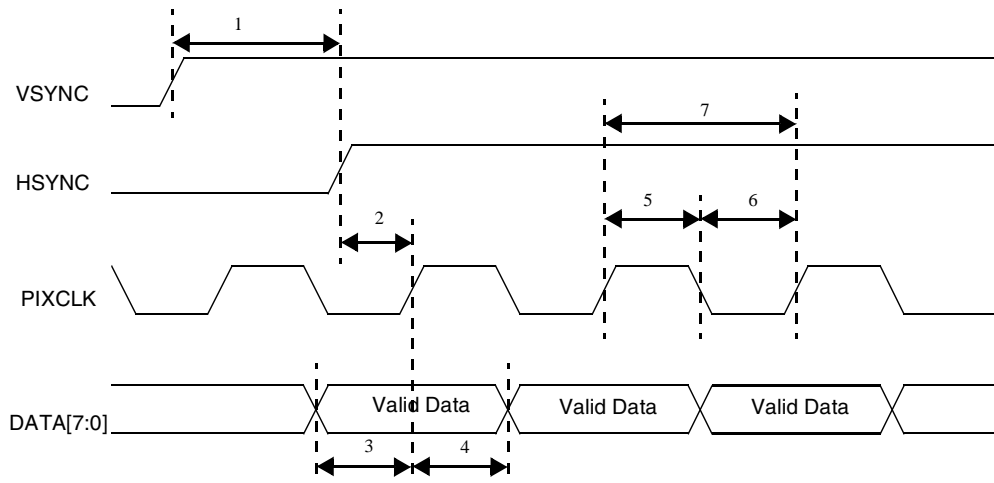 1
VSYNC
7
HSYNC
5
6
2
PIXCLK
Valid Data
Valid Data
Valid Data
DATA[7:0]
3
4